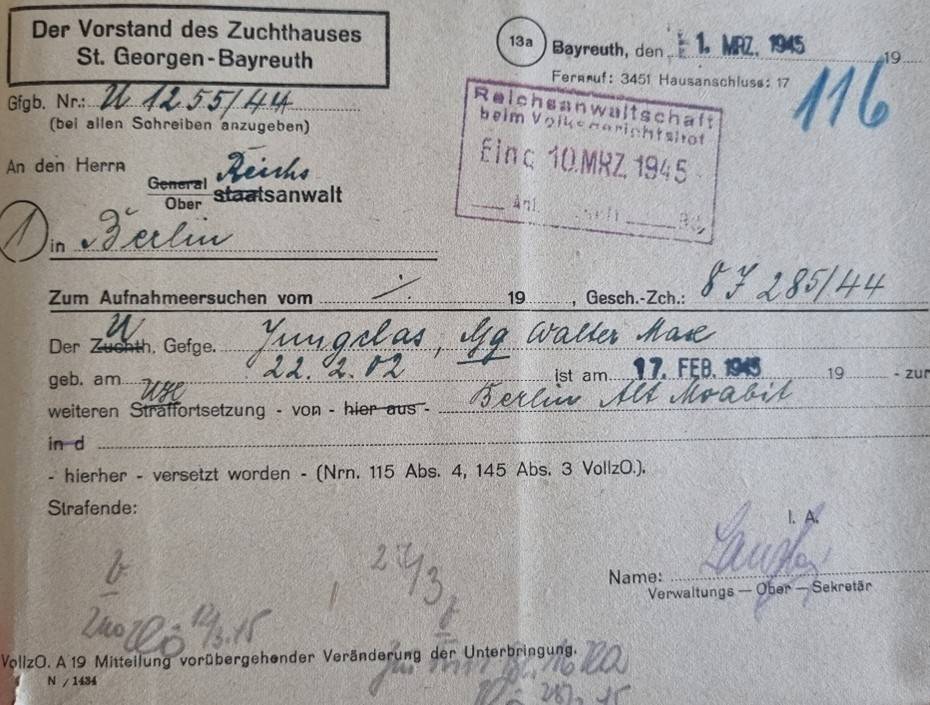 Der Vorstand des Zuchthauses
St. Georgen-Bayreuth
13a Bayreuth, den 1. MRZ. 1945 19
Fernruf: 3451 Hausanschluss: 17
116
Gfgb. Nr.: U 1255/44
(bei allen Schreiben anzugeben)
Reichsanwaltschaft
beim Volksgerichtshof
Eing 10.MRZ.1945
Anl.
An den Herrn
Reichs
General
Ober staatsanwalt
1
in Berlin
Zum Aufnahmeersuchen vom ./. 19 , Gesch.-Zch.: 8 J 285/44
U
Der Zuchth. Gefge. Jungclas, Gg Walter Max
geb. am 22. 2. 02 ist am 17. FEB. 1945 19 - zur
weiteren Straffortsetzung - von - hier aus - Berlin Alt Moabit
in d
- hierher - versetzt worden - (Nrn. 115 Abs. 4, 145 Abs. 3 VollzO.).
Strafende:
I. A.
27/3
Name:
Verwaltungs — Ober — Sekretär
VollzO. A 19 Mitteilung vorübergehender Veränderung der Unterbringung.
N / 1434